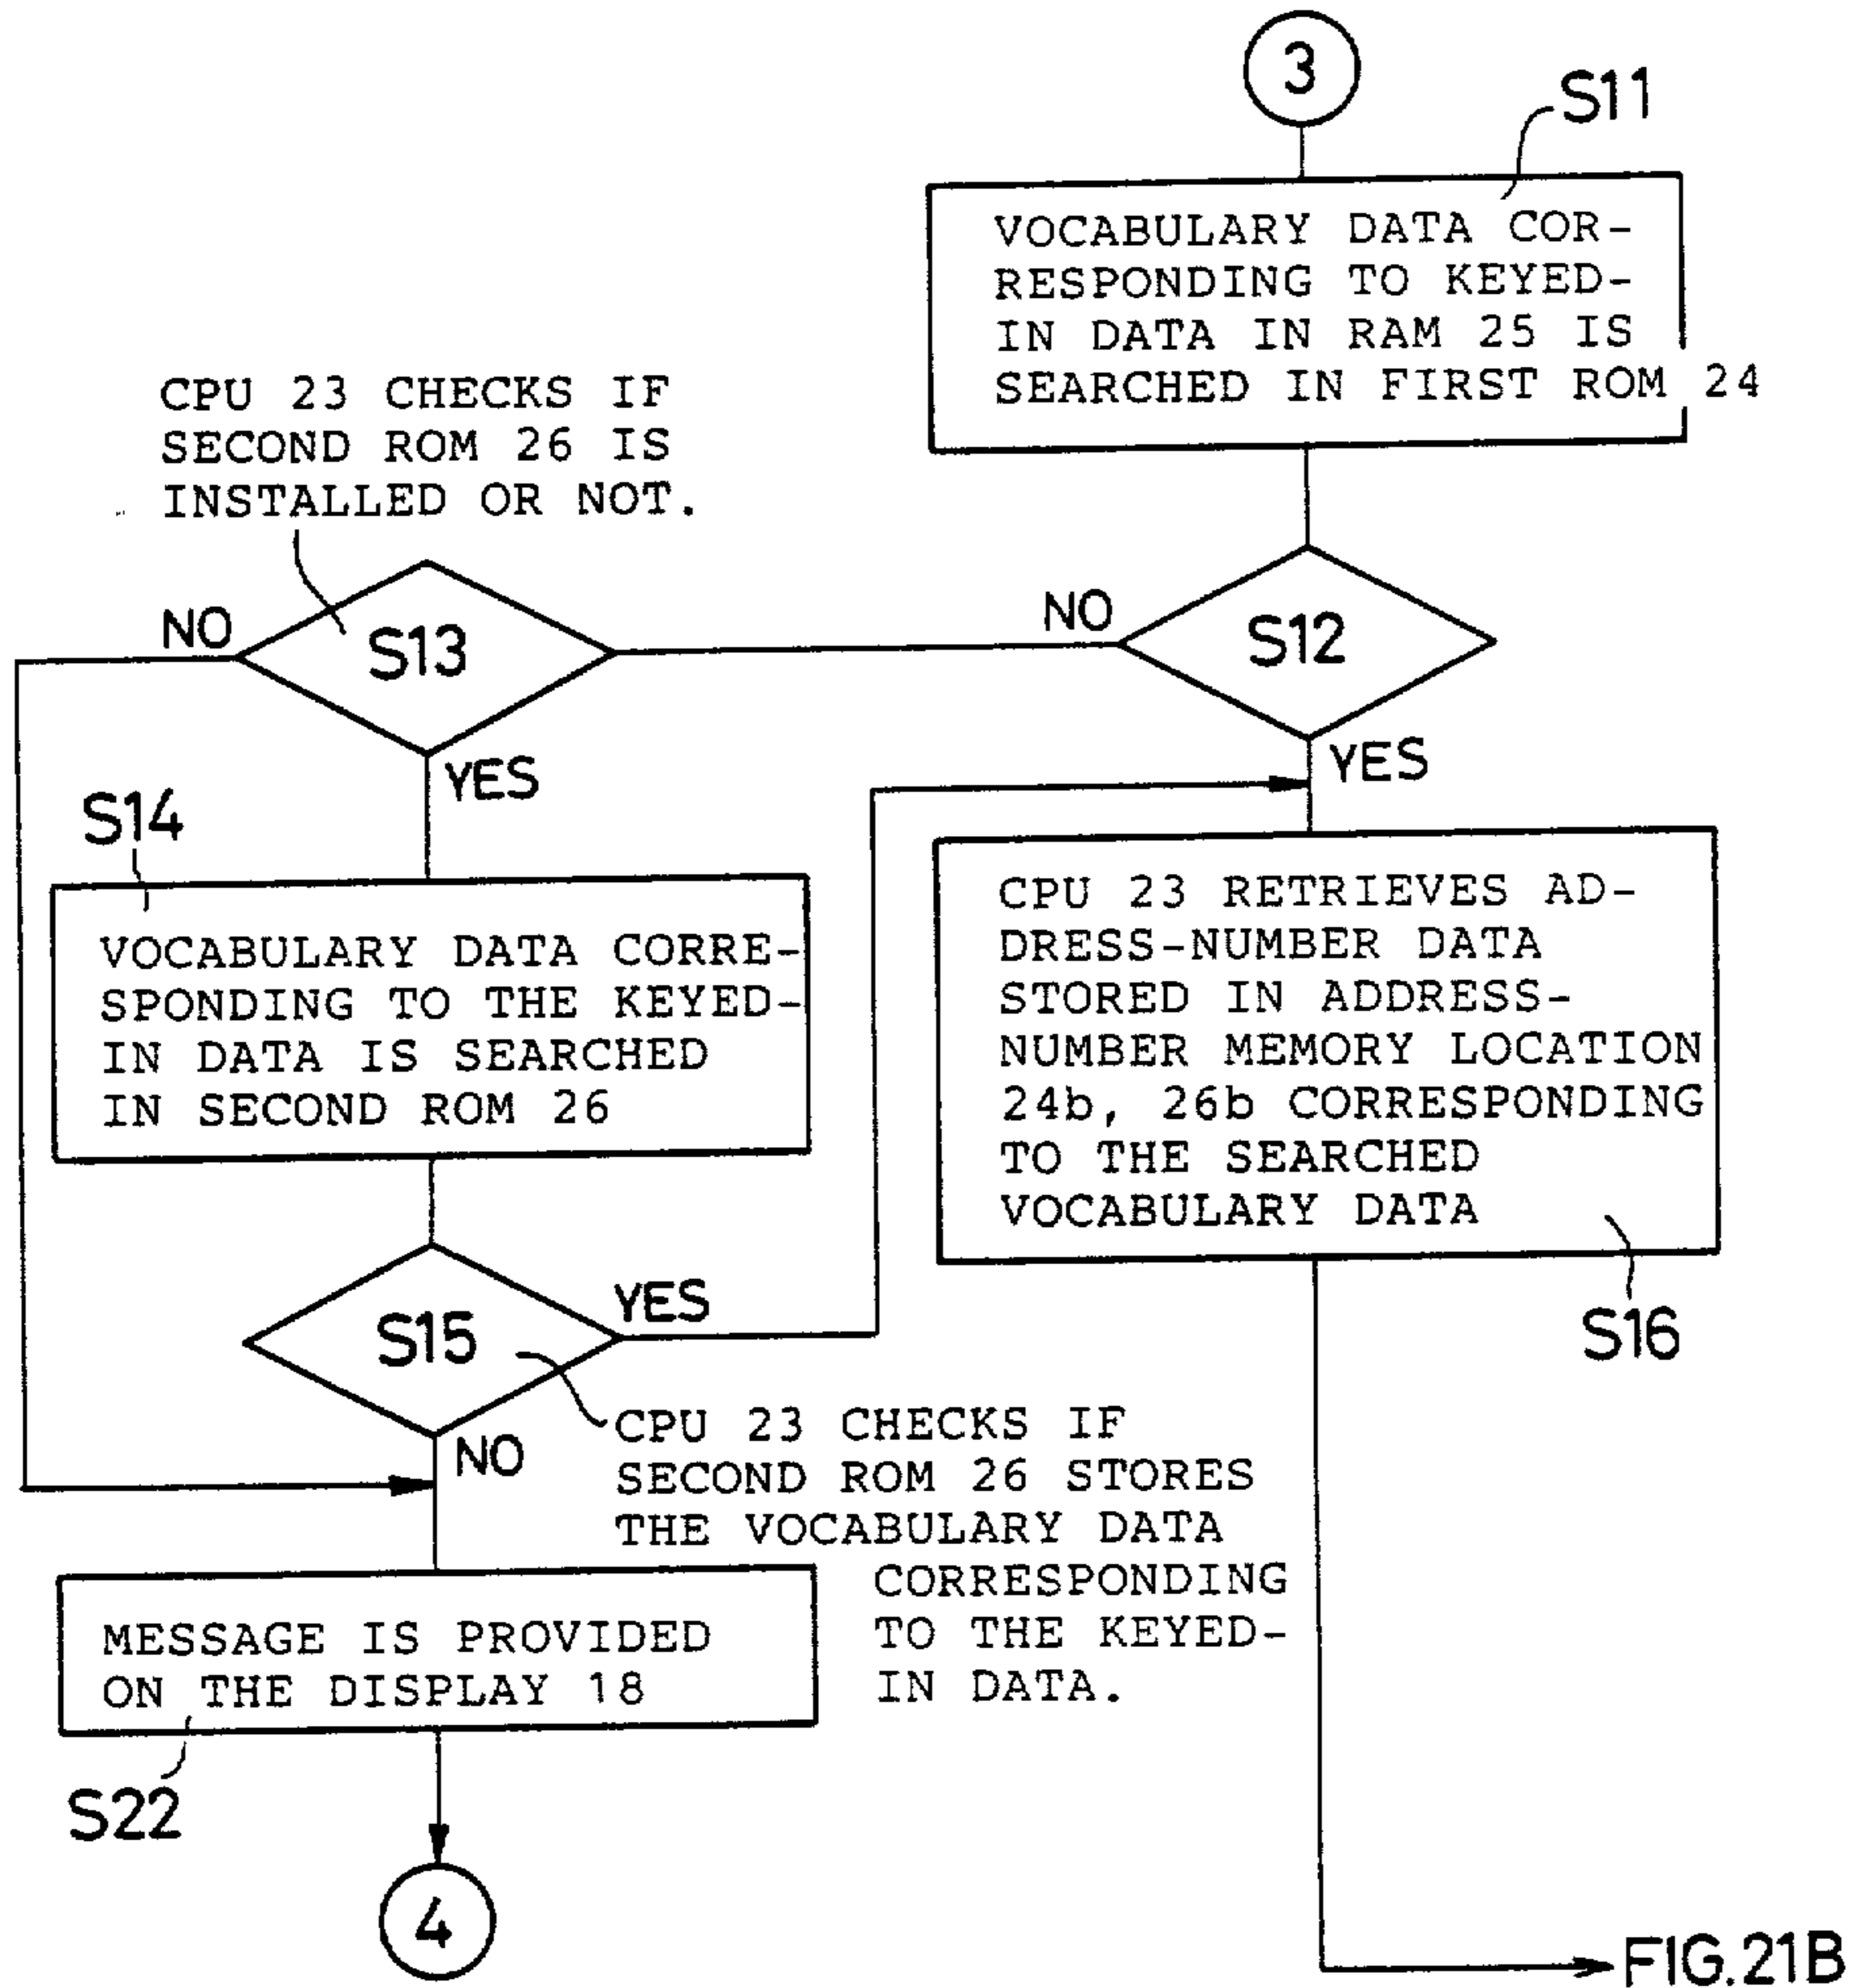 3
S11
VOCABULARY DATA COR-
RESPONDING TO KEYED-
IN DATA IN RAM 25 IS
SEARCHED IN FIRST ROM 24
CPU 23 CHECKS IF
SECOND ROM 26 IS
INSTALLED OR NOT.
NO
S13
YES
NO
S12
YES
S14
VOCABULARY DATA CORRE-
SPONDING TO THE KEYED-
IN DATA IS SEARCHED
IN SECOND ROM 26
CPU 23 RETRIEVES AD-
DRESS-NUMBER DATA
STORED IN ADDRESS-
NUMBER MEMORY LOCATION
24b, 26b CORRESPONDING
TO THE SEARCHED
VOCABULARY DATA
S16
S15
YES
NO
CPU 23 CHECKS IF
SECOND ROM 26 STORES
THE VOCABULARY DATA
CORRESPONDING
TO THE KEYED-
IN DATA.
MESSAGE IS PROVIDED
ON THE DISPLAY 18
S22
4
FIG.21B